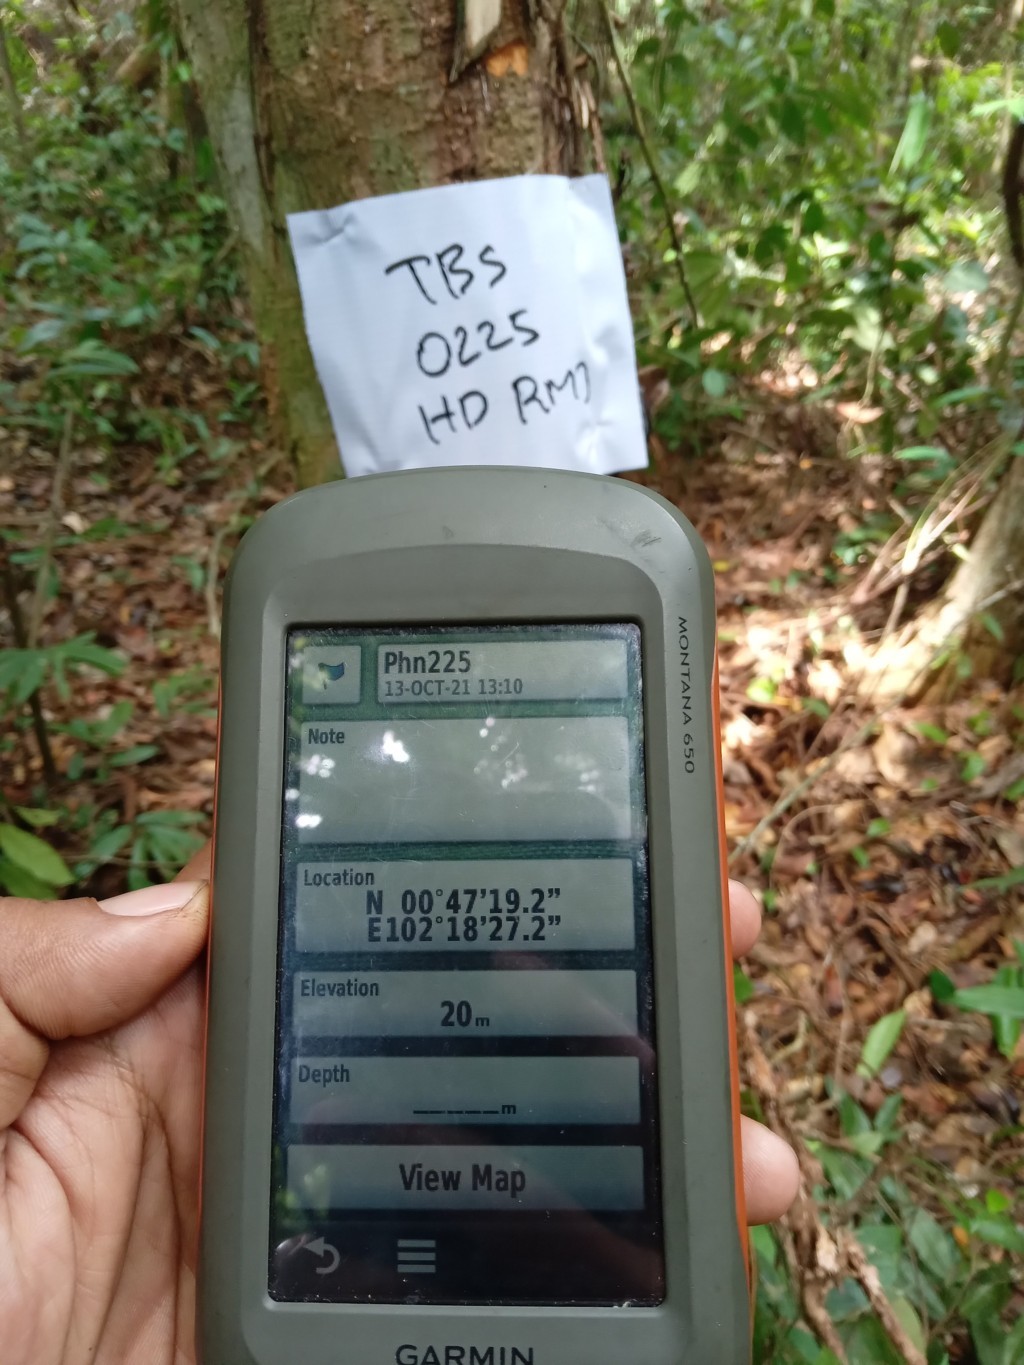 TBS
0225
HD RMJ
MONTANA 650
Phn225
13-OCT-21 13:10
Note
Location
N 00°47'19.2"
E102°18'27.2"
Elevation
20m
Depth
_____m
View Map
GARMIN